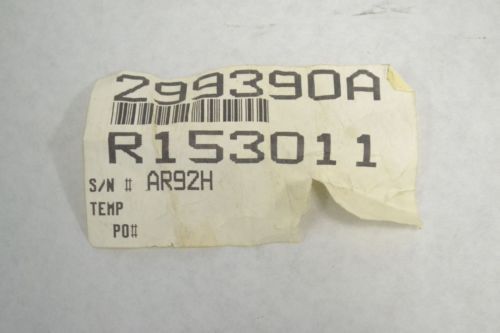 299390A
R153011
S/N # AR92H
TEMP
PO#